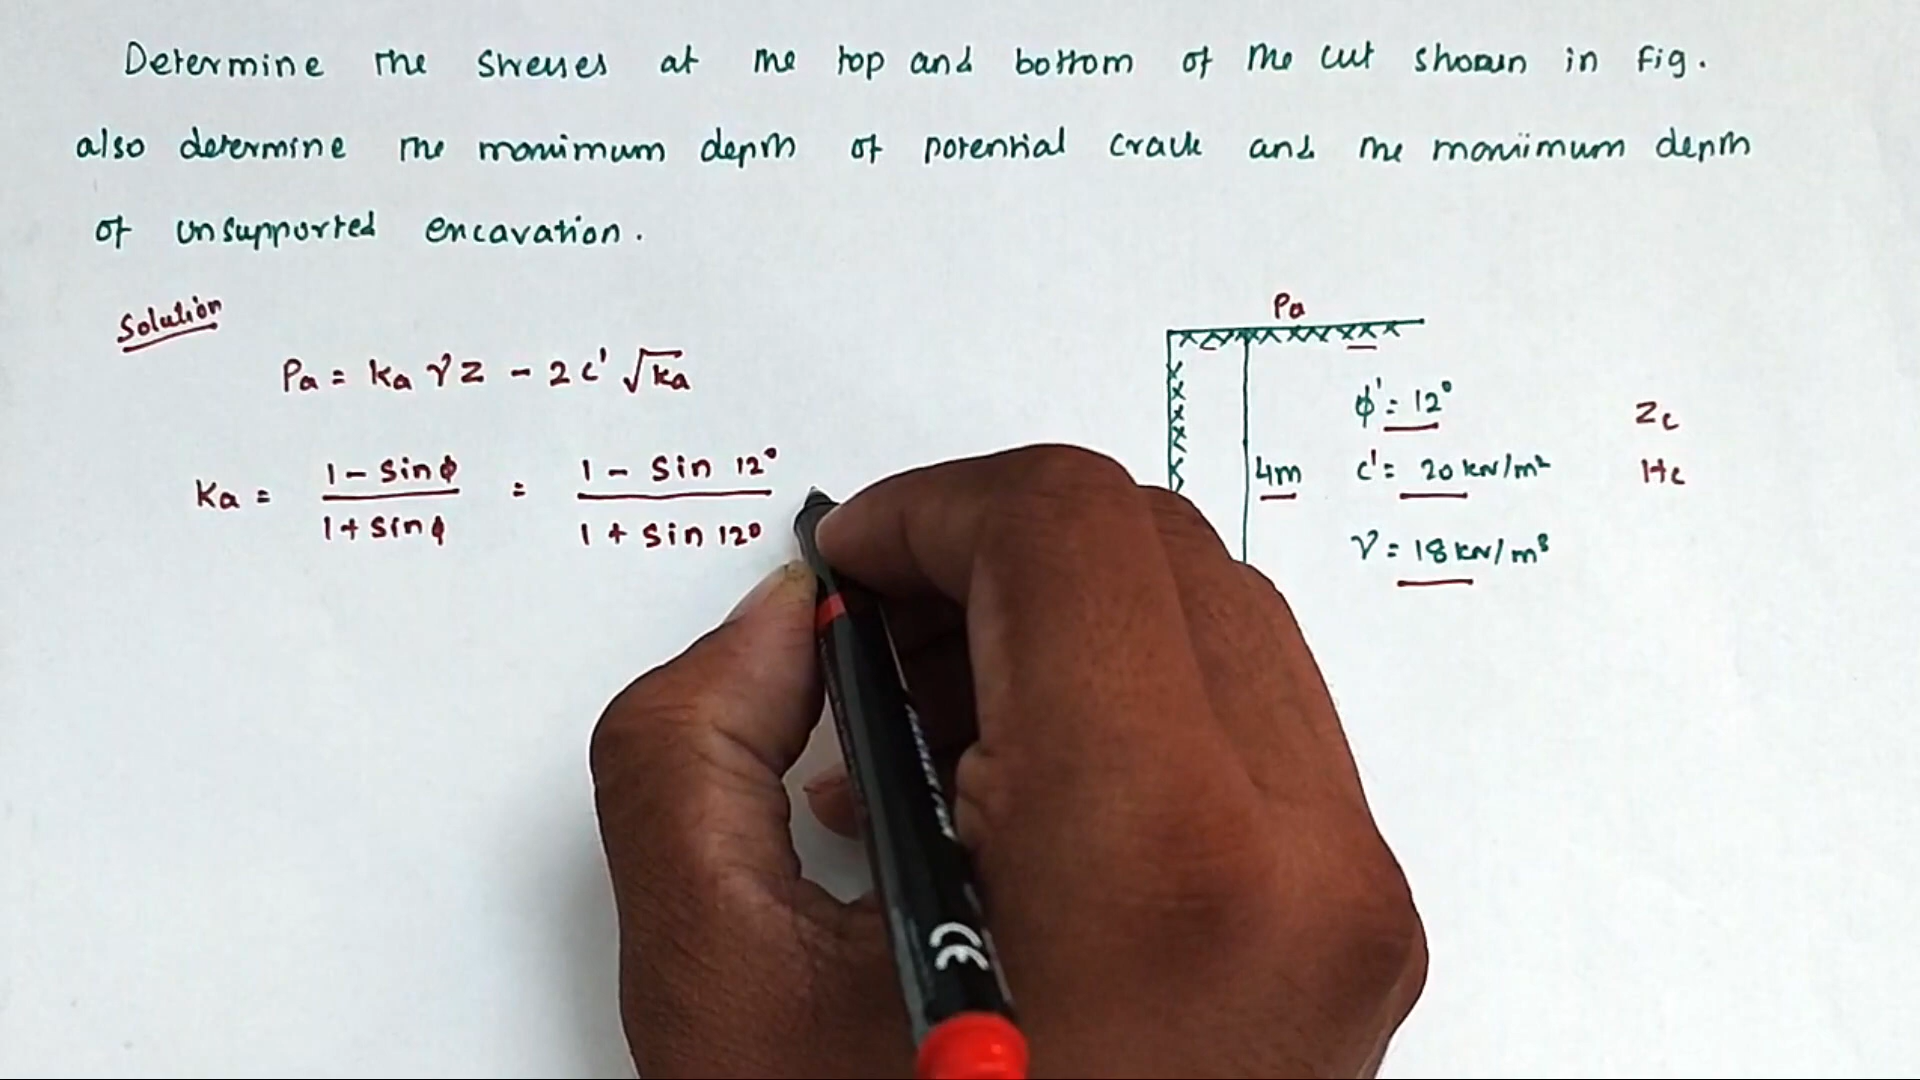 Determine the stresses at the top and bottom of the cut shown in fig.
also determine the maximum depth of potential crack and the maximum depth
of unsupported excavation.
Solution
Pa = ka γz - 2c' √ka
Ka = 1 - sinϕ / 1 + sinϕ = 1 - sin 12° / 1 + sin 12°
Pa
ϕ' = 12°
Zc
4m
c' = 20 kN/m²
Hc
γ = 18 kN/m³
CE